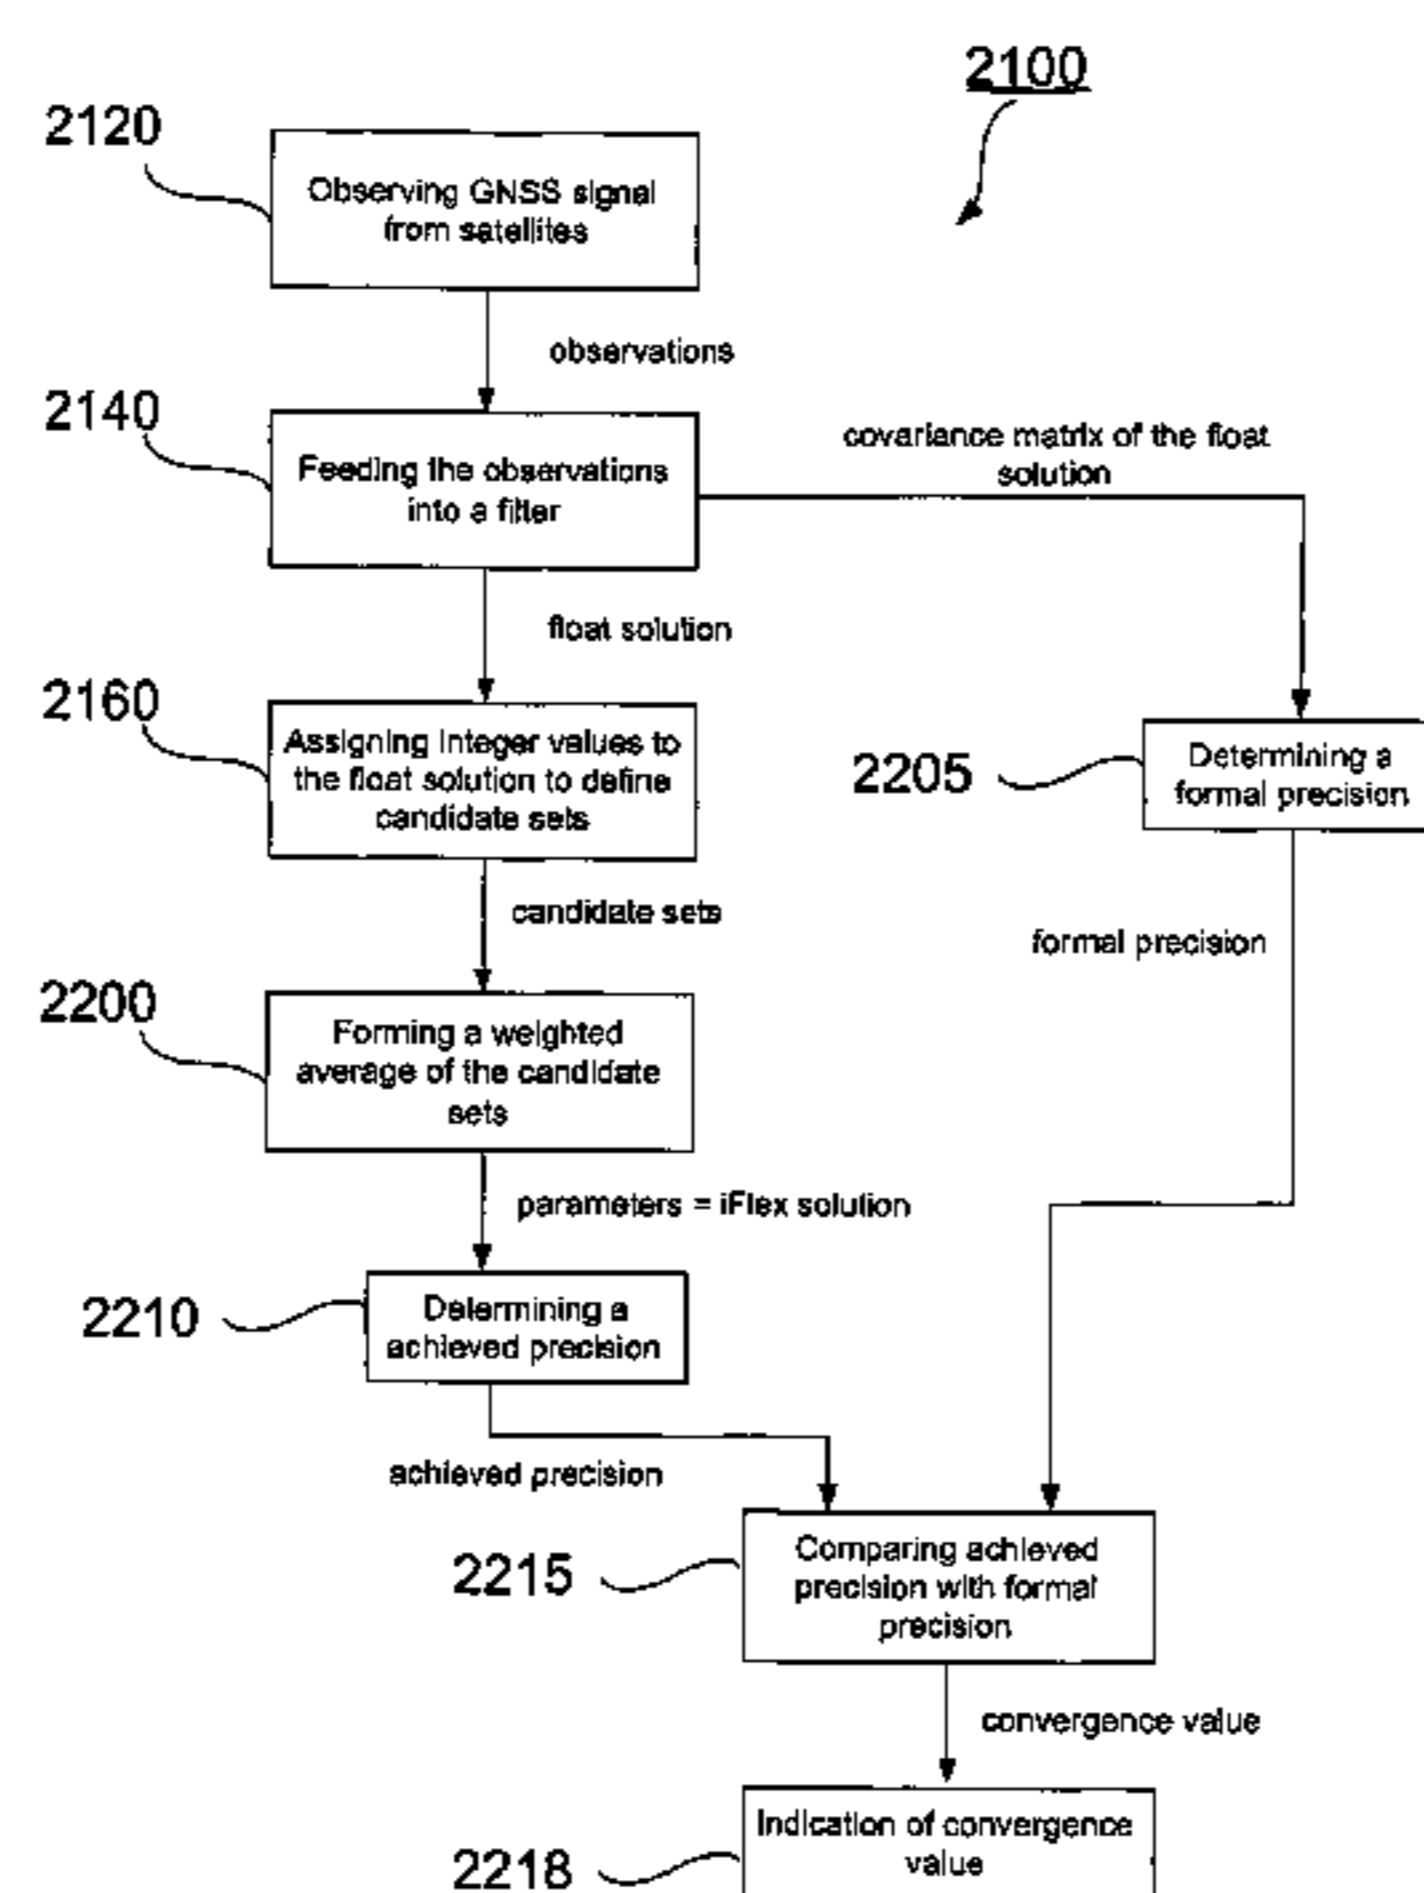 2100
2120
Observing GNSS signal
from satellites
observations
2140
Feeding the observations
into a filter
covariance matrix of the float
solution
float solution
2160
Assigning integer values to
the float solution to define
candidate sets
2205
Determining a
formal precision
candidate sets
formal precision
2200
Forming a weighted
average of the candidate
sets
parameters = iFlex solution
2210
Determining a
achieved precision
achieved precision
2215
Comparing achieved
precision with formal
precision
convergence value
2218
Indication of convergence
value